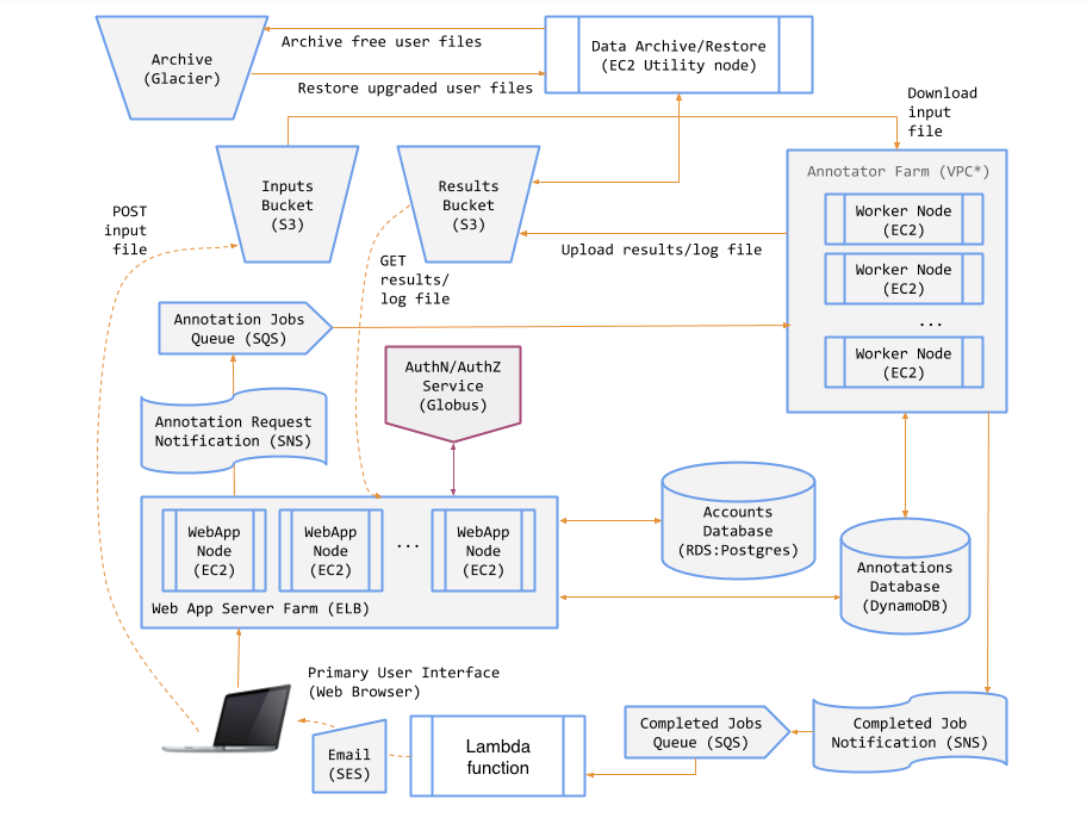 Archive
(Glacier)
Archive free user files
Restore upgraded user files
Data Archive/Restore
(EC2 Utility node)
Download
input
file
Inputs
Bucket
(S3)
Results
Bucket
(S3)
Annotator Farm (VPC*)
Worker Node
(EC2)
Worker Node
(EC2)
...
Worker Node
(EC2)
POST
input
file
Upload results/log file
GET
results/
log file
Annotation Jobs
Queue (SQS)
AuthN/AuthZ
Service
(Globus)
Annotation Request
Notification (SNS)
WebApp
Node
(EC2)
WebApp
Node
(EC2)
...
WebApp
Node
(EC2)
Web App Server Farm (ELB)
Accounts
Database
(RDS:Postgres)
Annotations
Database
(DynamoDB)
Primary User Interface
(Web Browser)
Email
(SES)
Lambda
function
Completed Jobs
Queue (SQS)
Completed Job
Notification (SNS)